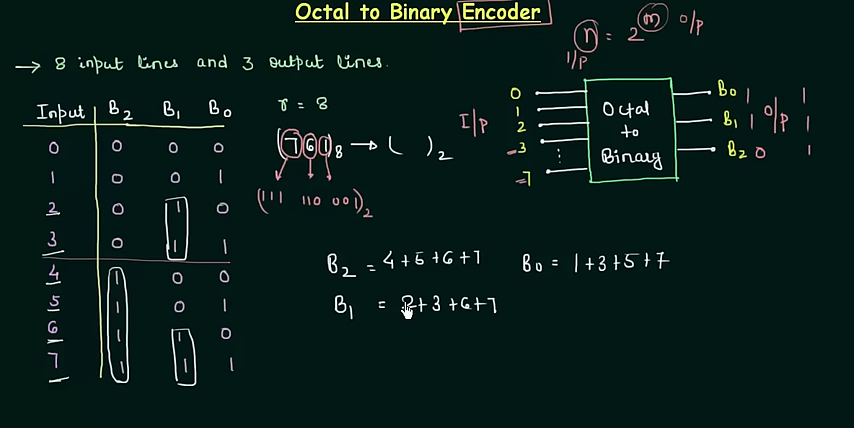 Octal to Binary Encoder
n = 2^m O/P
I/P
→ 8 input lines and 3 output lines.
Input B2 B1 B0
0 0 0 0
1 0 0 1
2 0 1 0
3 0 1 1
4 1 0 0
5 1 0 1
6 1 1 0
7 1 1 1
r = 8
(761)8 → ( )2
(111 110 001)2
I/P
0
1
2
3
⋮
7
Octal
to
Binary
B0 1 1
B1 1 O/P 1
B2 0 1
B2 = 4+5+6+7
B0 = 1+3+5+7
B1 = 2+3+6+7